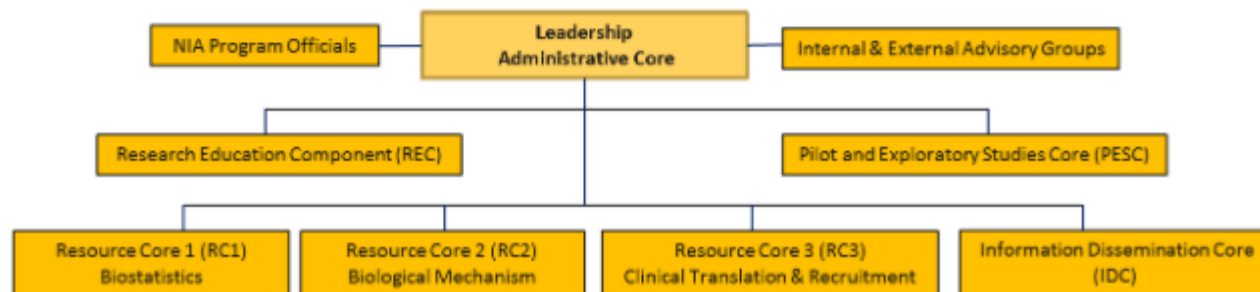 Leadership
Administrative Core
NIA Program Officials
Internal & External Advisory Groups
Research Education Component (REC)
Pilot and Exploratory Studies Core (PESC)
Resource Core 1 (RC1)
Biostatistics
Resource Core 2 (RC2)
Biological Mechanism
Resource Core 3 (RC3)
Clinical Translation & Recruitment
Information Dissemination Core
(IDC)